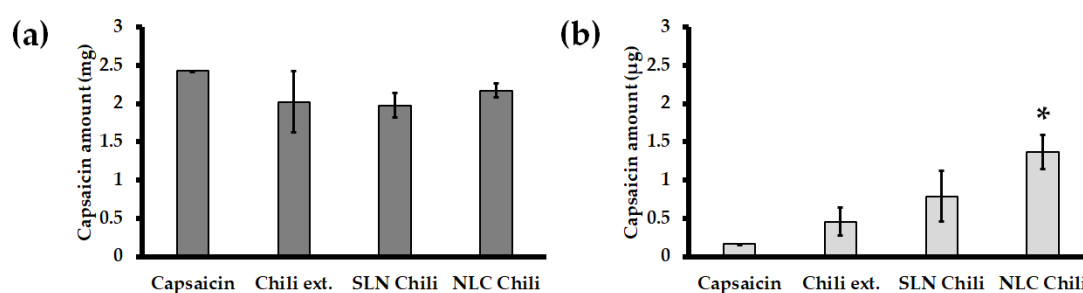 (a)
Capsaicin amount (mg)
3
2.5
2
1.5
1
0.5
0
Capsaicin Chili ext. SLN Chili NLC Chili
(b)
Capsaicin amount (µg)
3
2.5
2
1.5
1
0.5
0
*
Capsaicin Chili ext. SLN Chili NLC Chili